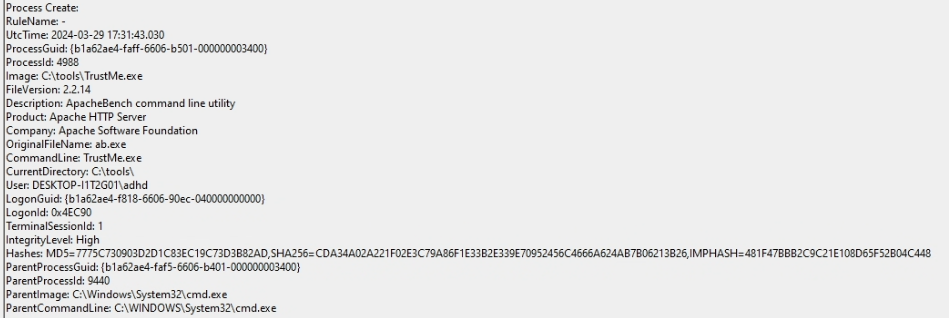 Process Create:
RuleName: -
UtcTime: 2024-03-29 17:31:43.030
ProcessGuid: {b1a62ae4-faff-6606-b501-000000003400}
ProcessId: 4988
Image: C:\tools\TrustMe.exe
FileVersion: 2.2.14
Description: ApacheBench command line utility
Product: Apache HTTP Server
Company: Apache Software Foundation
OriginalFileName: ab.exe
CommandLine: TrustMe.exe
CurrentDirectory: C:\tools\
User: DESKTOP-I1T2G01\adhd
LogonGuid: {b1a62ae4-f818-6606-90ec-040000000000}
LogonId: 0x4EC90
TerminalSessionId: 1
IntegrityLevel: High
Hashes: MD5=7775C730903D2D1C83EC19C73D3B82AD,SHA256=CDA34A02A221F02E3C79A86F1E33B2E339E70952456C4666A624AB7B06213B26,IMPHASH=481F47BBB2C9C21E108D65F52B04C448
ParentProcessGuid: {b1a62ae4-faf5-6606-b401-000000003400}
ParentProcessId: 9440
ParentImage: C:\Windows\System32\cmd.exe
ParentCommandLine: C:\WINDOWS\System32\cmd.exe